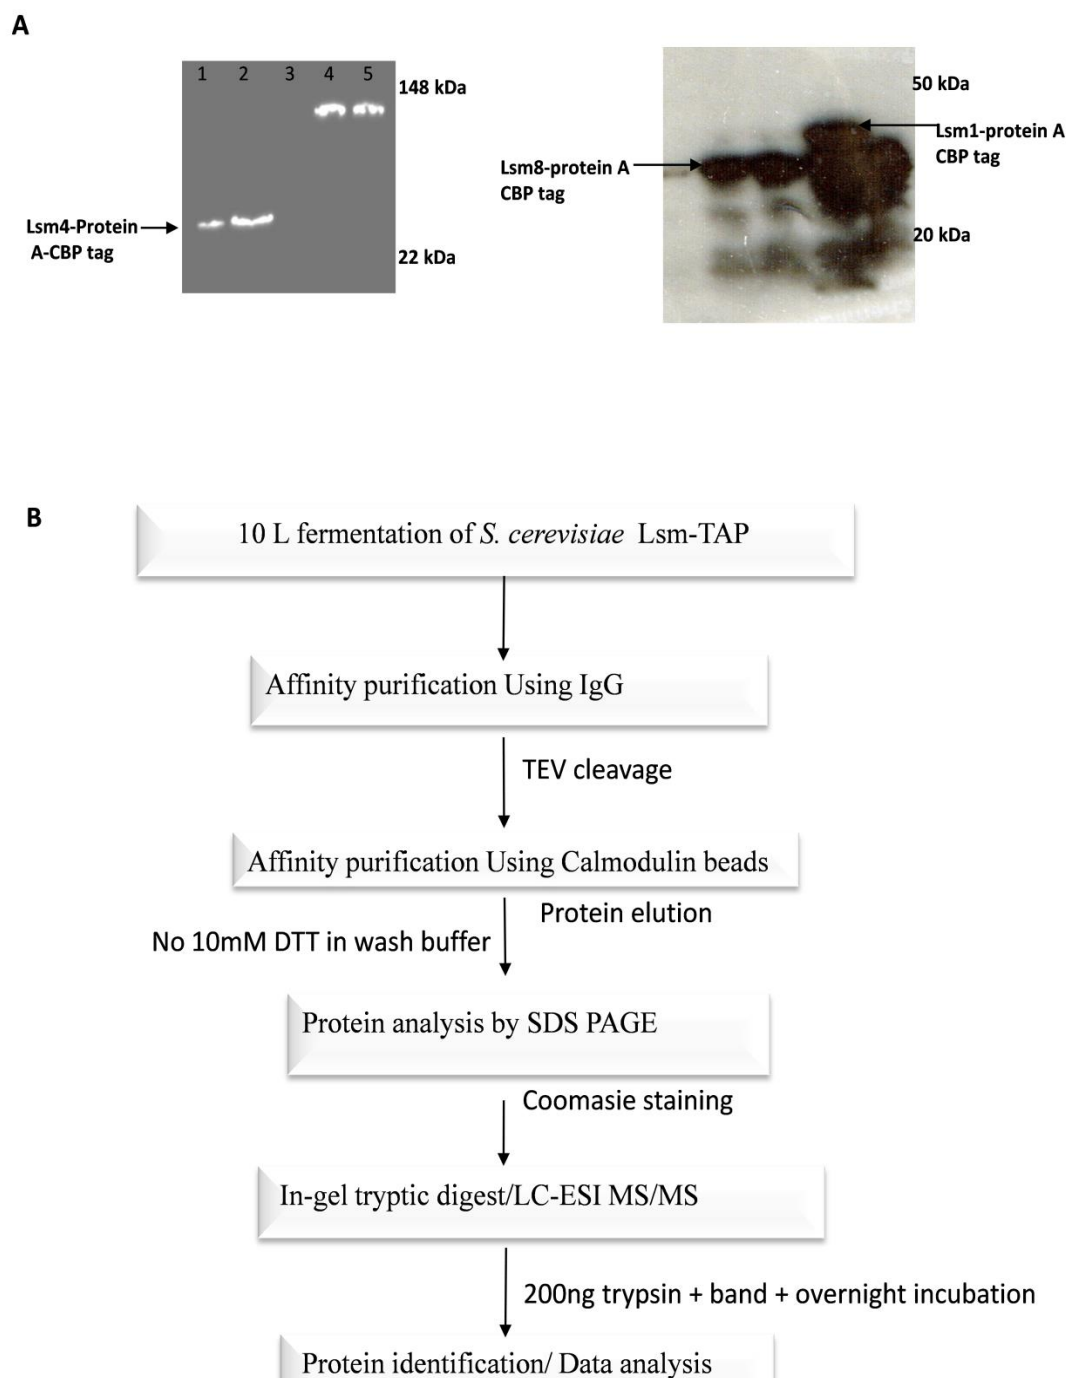 A
1 2 3 4 5
148 kDa
Lsm4-Protein
A-CBP tag
22 kDa
50 kDa
Lsm1-protein A
CBP tag
Lsm8-protein A
CBP tag
20 kDa
B
10 L fermentation of S. cerevisiae Lsm-TAP
Affinity purification Using IgG
TEV cleavage
Affinity purification Using Calmodulin beads
Protein elution
No 10mM DTT in wash buffer
Protein analysis by SDS PAGE
Coomasie staining
In-gel tryptic digest/LC-ESI MS/MS
200ng trypsin + band + overnight incubation
Protein identification/ Data analysis